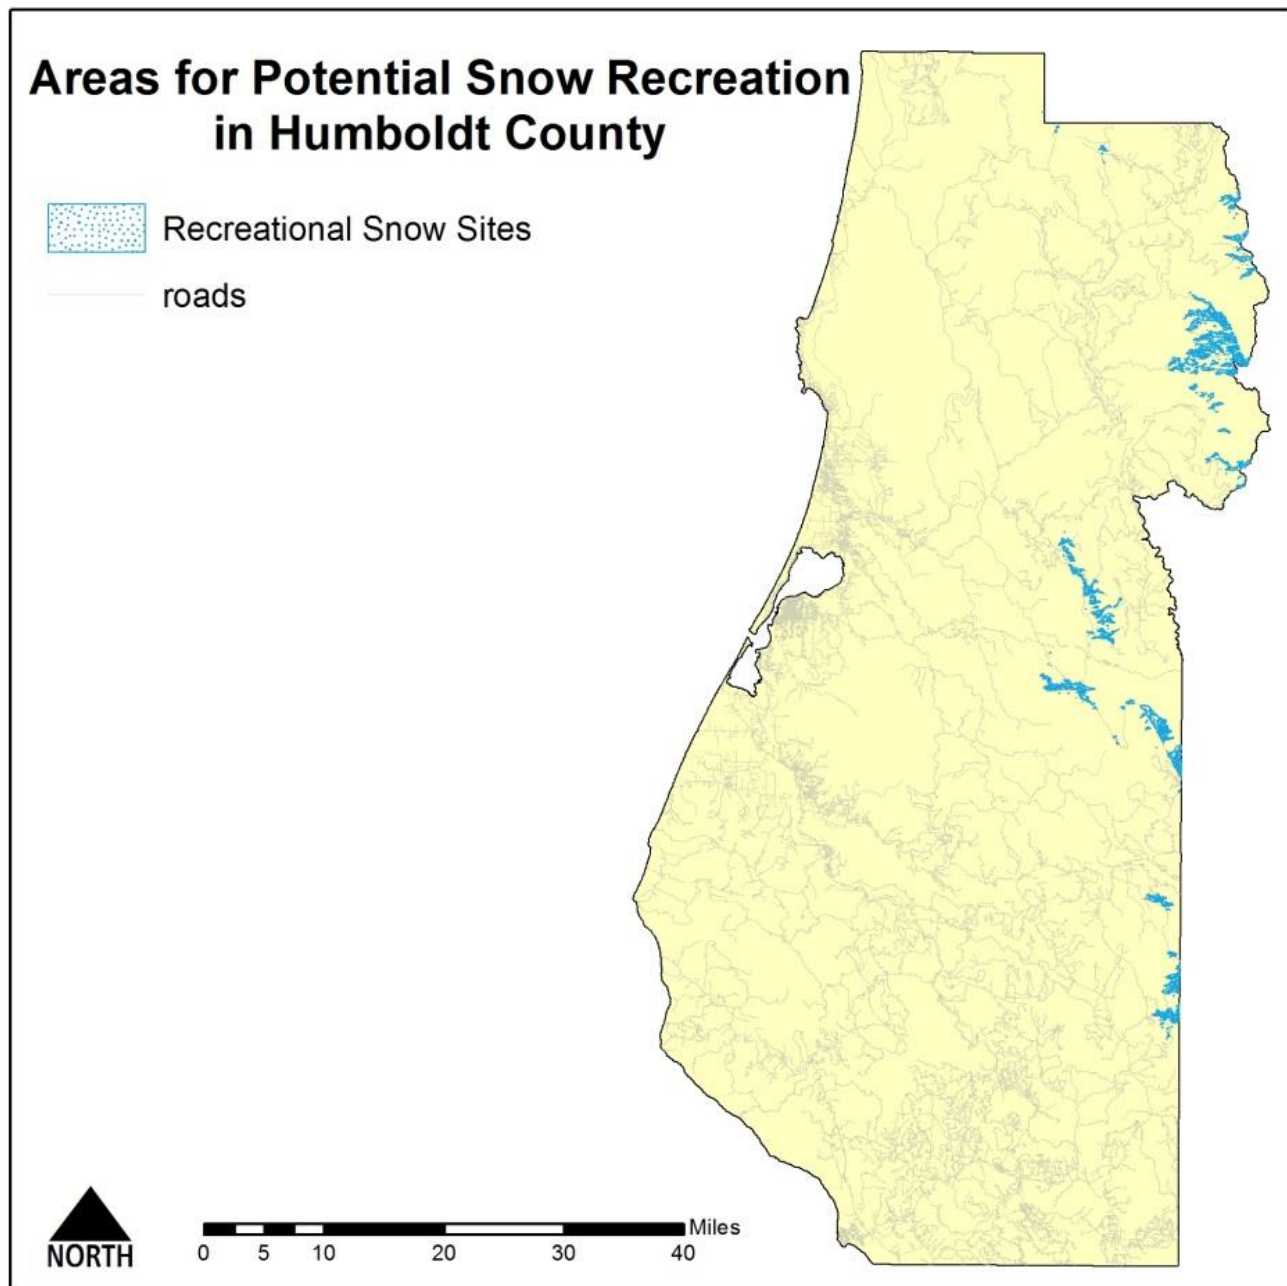 Areas for Potential Snow Recreation
in Humboldt County
Recreational Snow Sites
roads
NORTH
Miles
0 5 10 20 30 40